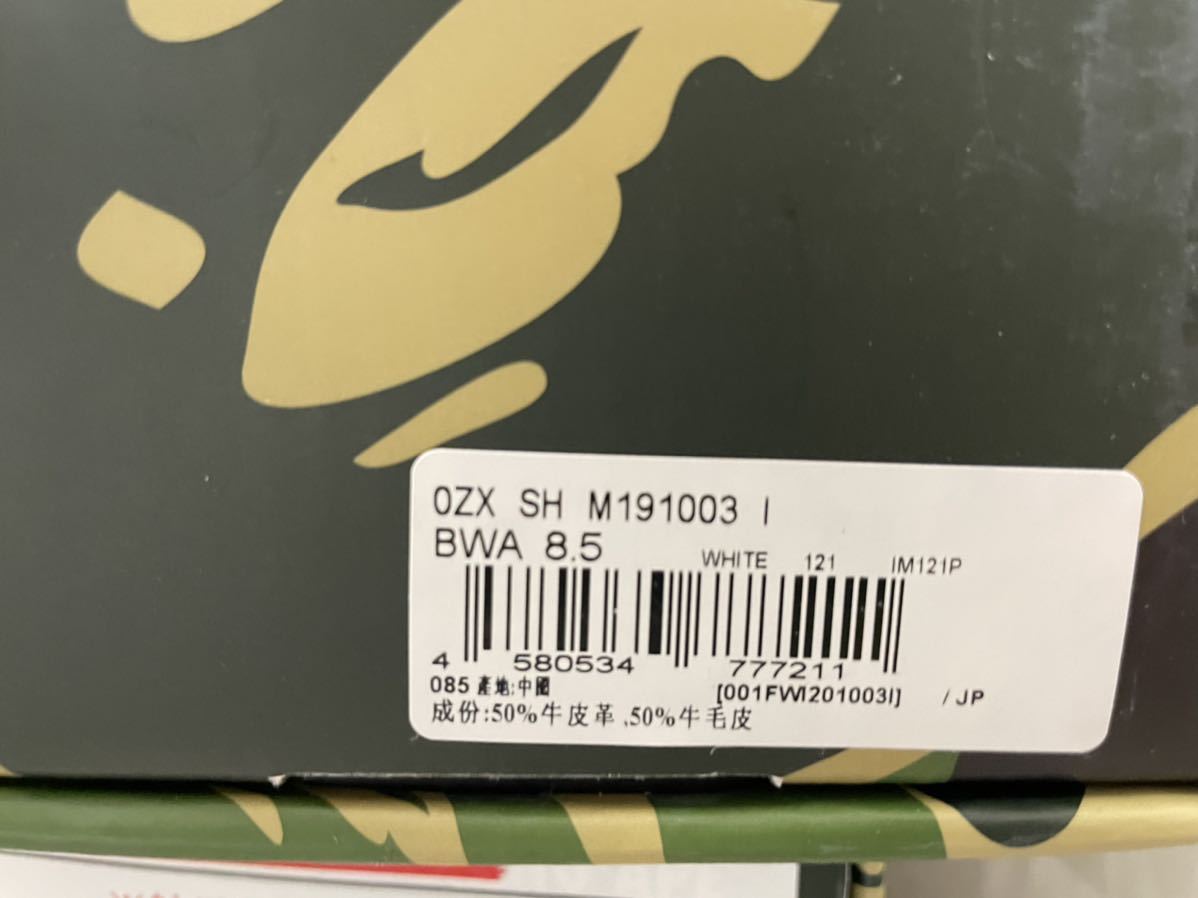 0ZX SH M191003 I
BWA 8.5
WHITE 121 IM121P
4 580534 777211
085 產地:中國 [001FWI201003I] / JP
成份:50%牛皮革 ,50%牛毛皮